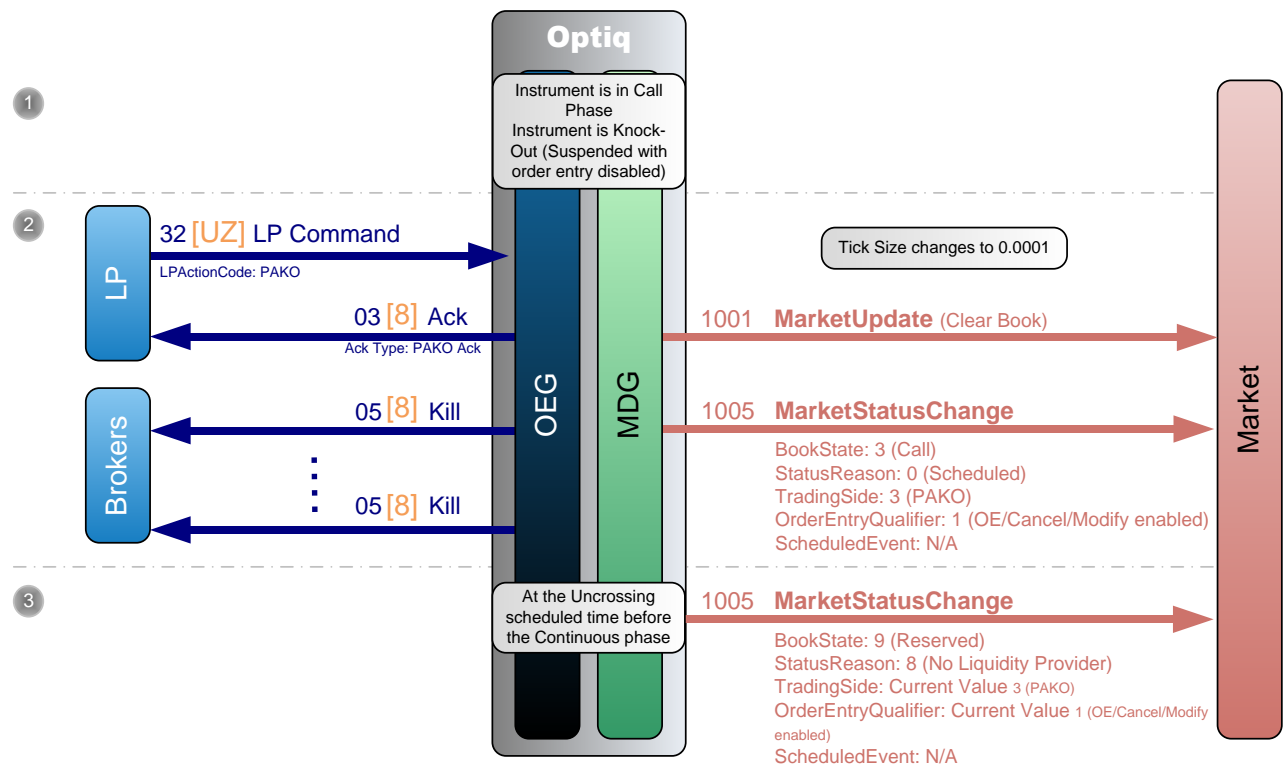 Optiq
1
Instrument is in Call
Phase
Instrument is Knock-
Out (Suspended with
order entry disabled)
2
LP
32 [UZ] LP Command
LPActionCode: PAKO
Tick Size changes to 0.0001
03 [8] Ack
Ack Type: PAKO Ack
1001 MarketUpdate (Clear Book)
OEG
MDG
Market
Brokers
05 [8] Kill
05 [8] Kill
1005 MarketStatusChange
BookState: 3 (Call)
StatusReason: 0 (Scheduled)
TradingSide: 3 (PAKO)
OrderEntryQualifier: 1 (OE/Cancel/Modify enabled)
ScheduledEvent: N/A
3
At the Uncrossing
scheduled time before
the Continuous phase
1005 MarketStatusChange
BookState: 9 (Reserved)
StatusReason: 8 (No Liquidity Provider)
TradingSide: Current Value 3 (PAKO)
OrderEntryQualifier: Current Value 1 (OE/Cancel/Modify
enabled)
ScheduledEvent: N/A